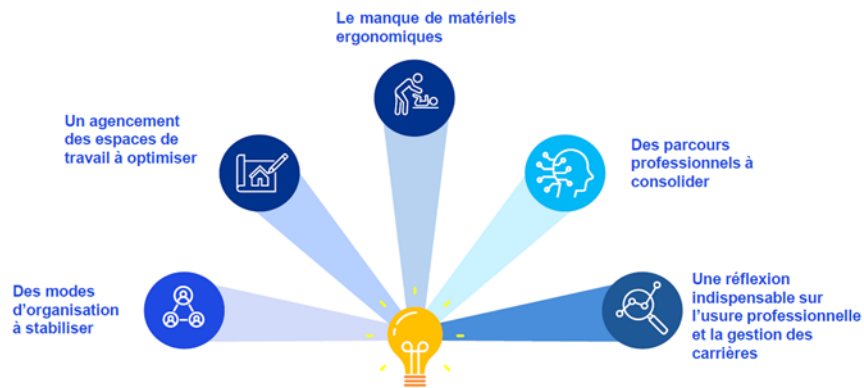 Le manque de matériels
ergonomiques
Un agencement
des espaces de
travail à optimiser
Des parcours
professionnels à
consolider
Des modes
d'organisation
à stabiliser
Une réflexion
indispensable sur
l'usure professionnelle
et la gestion des
carrières